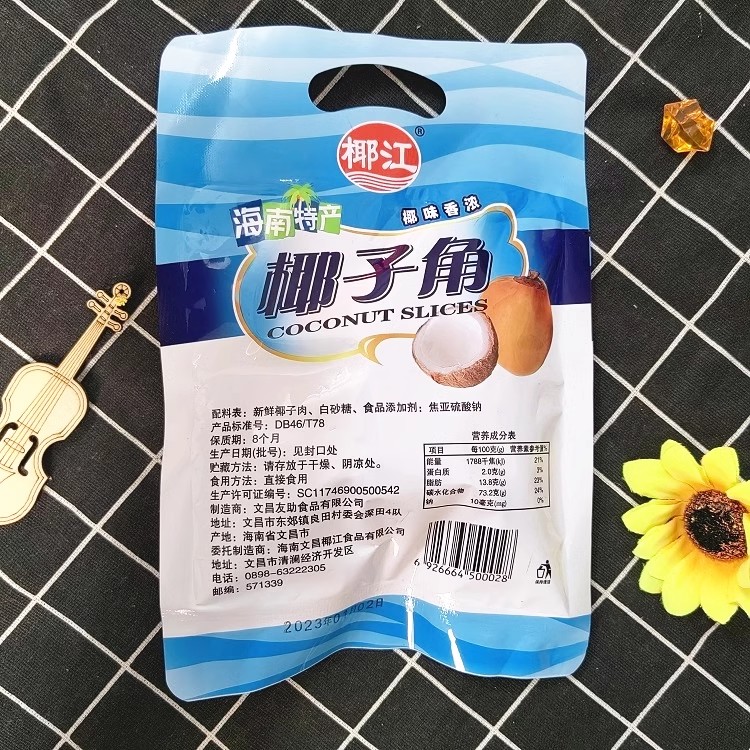 椰江
®
海南特产
椰味香浓
椰子角
COCONUT SLICES
配料表：新鲜椰子肉、白砂糖、食品添加剂：焦亚硫酸钠
产品标准号：DB46/T78
保质期：8个月
生产日期(批号)：见封口处
贮藏方法：请存放于干燥、阴凉处。
食用方法：直接食用
生产许可证编号：SC11746900500542
制造商：文昌友助食品有限公司
地址：文昌市东郊镇良田村委会深田4队
产地：海南省文昌市
委托制造商：海南文昌椰江食品有限公司
地址：文昌市清澜经济开发区
电话：0898-63222305
邮编：571339
营养成分表
项目 每100克(g) 营养素参考值%
能量 1788千焦(kj) 21%
蛋白质 2.0克(g) 3%
脂肪 13.8克(g) 23%
碳水化合物 73.2克(g) 24%
钠 10毫克(mg) 0%
6 926664 500028